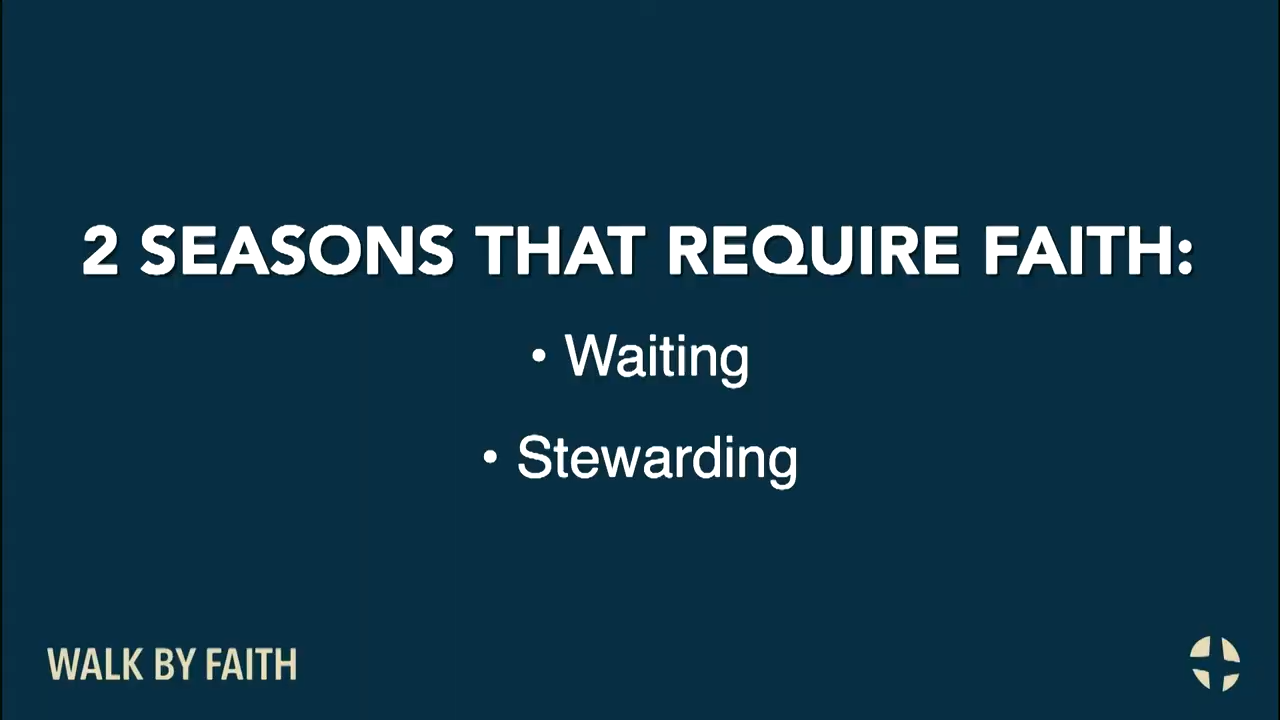 2 SEASONS THAT REQUIRE FAITH:
• Waiting
• Stewarding
WALK BY FAITH